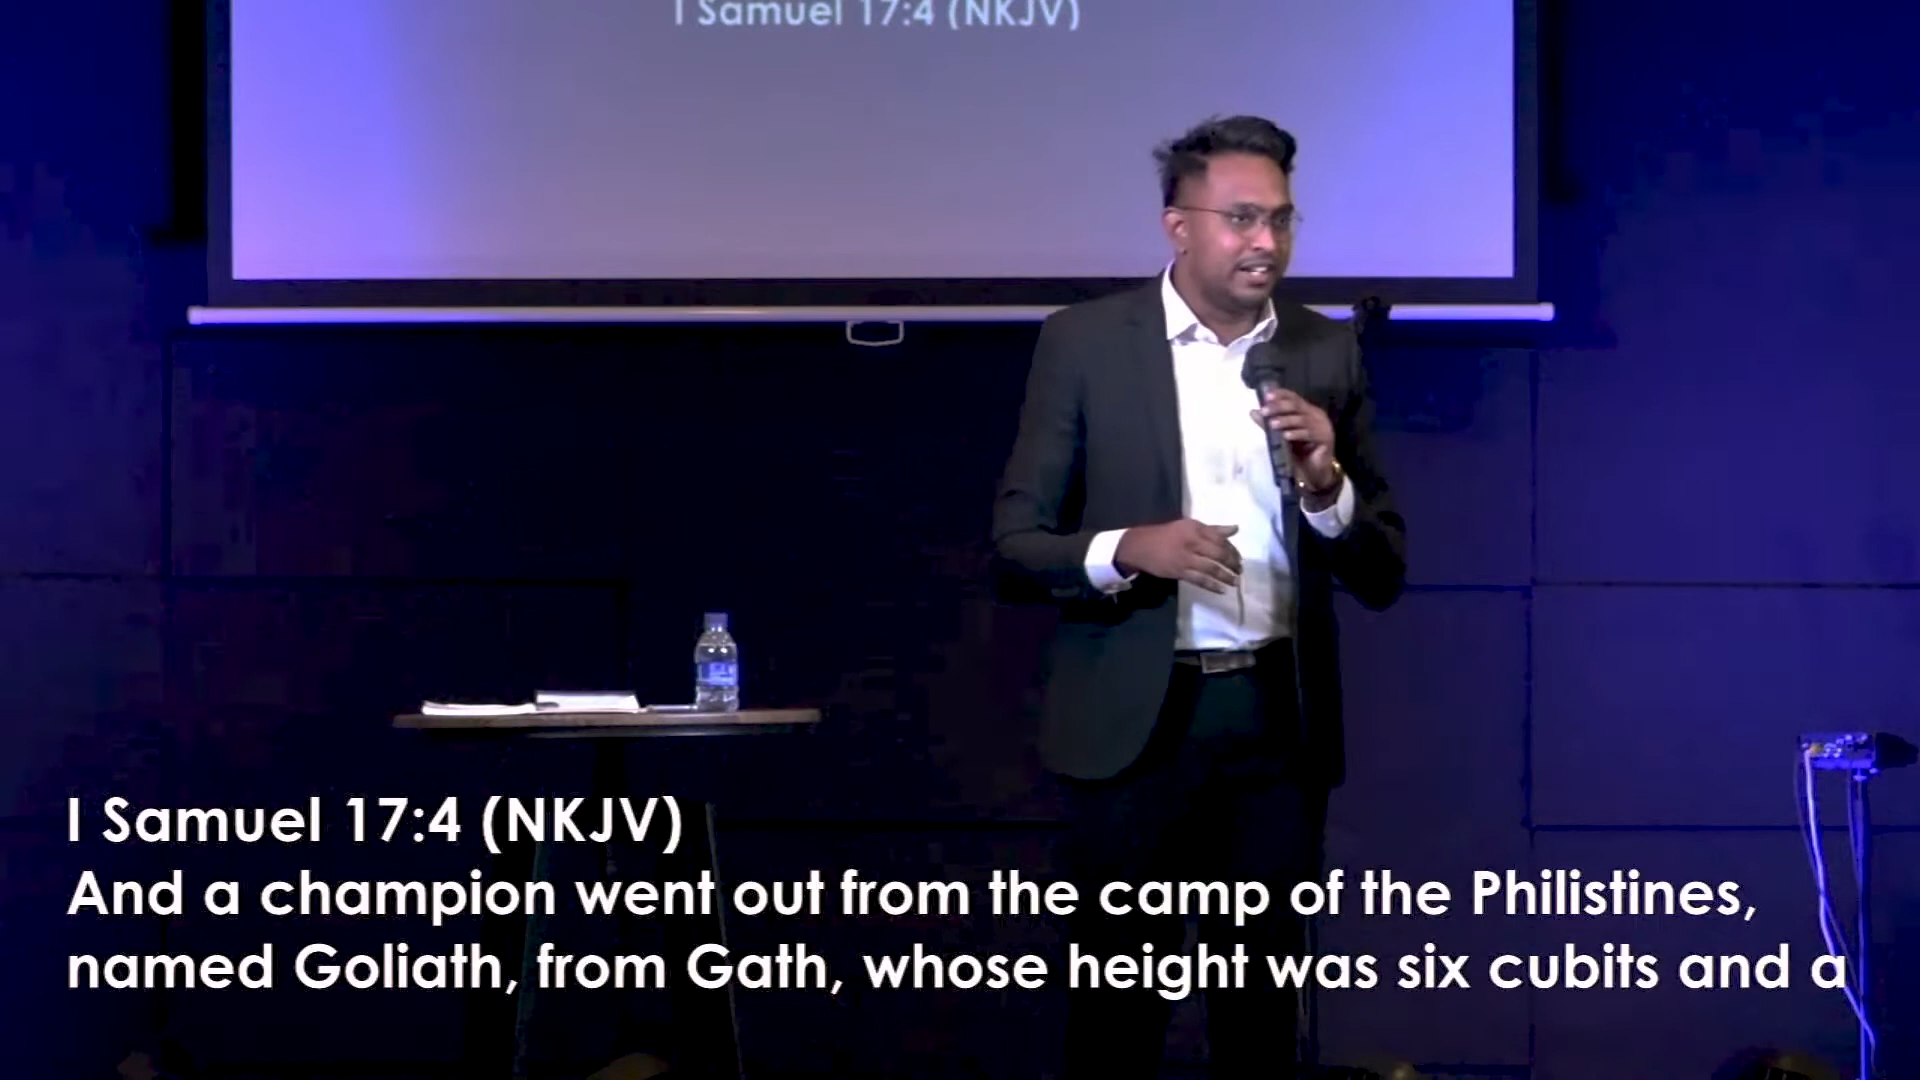 I Samuel 17:4 (NKJV)
I Samuel 17:4 (NKJV)
And a champion went out from the camp of the Philistines,
named Goliath, from Gath, whose height was six cubits and a